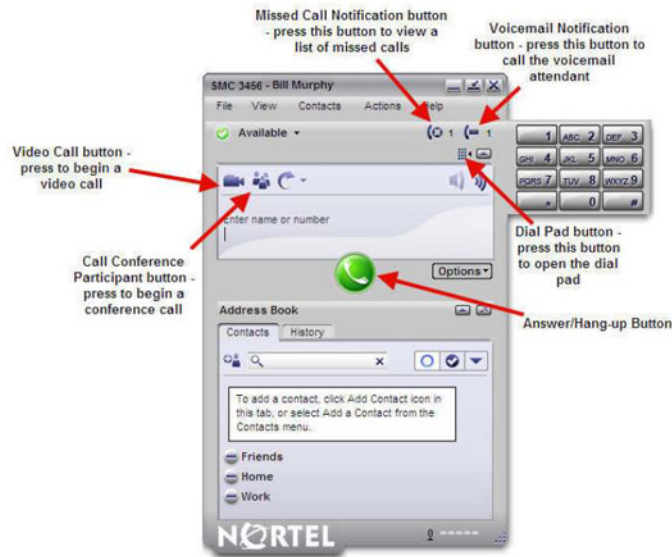 Missed Call Notification button
- press this button to view a
list of missed calls
Voicemail Notification
button - press this button to
call the voicemail
attendant
SMC 3456 - Bill Murphy
File View Contacts Actions Help
Available
1 1
1 ABC 2 DEF 3
GHI 4 JKL 5 MNO 6
PQRS 7 TUV 8 WXYZ 9
* 0 #
Video Call button -
press to begin a
video call
Enter name or number
Dial Pad button -
press this button
to open the dial
pad
Call Conference
Participant button -
press to begin a
conference call
Options
Answer/Hang-up Button
Address Book
Contacts History
To add a contact, click Add Contact icon in
this tab, or select Add a Contact from the
Contacts menu.
Friends
Home
Work
NORTEL